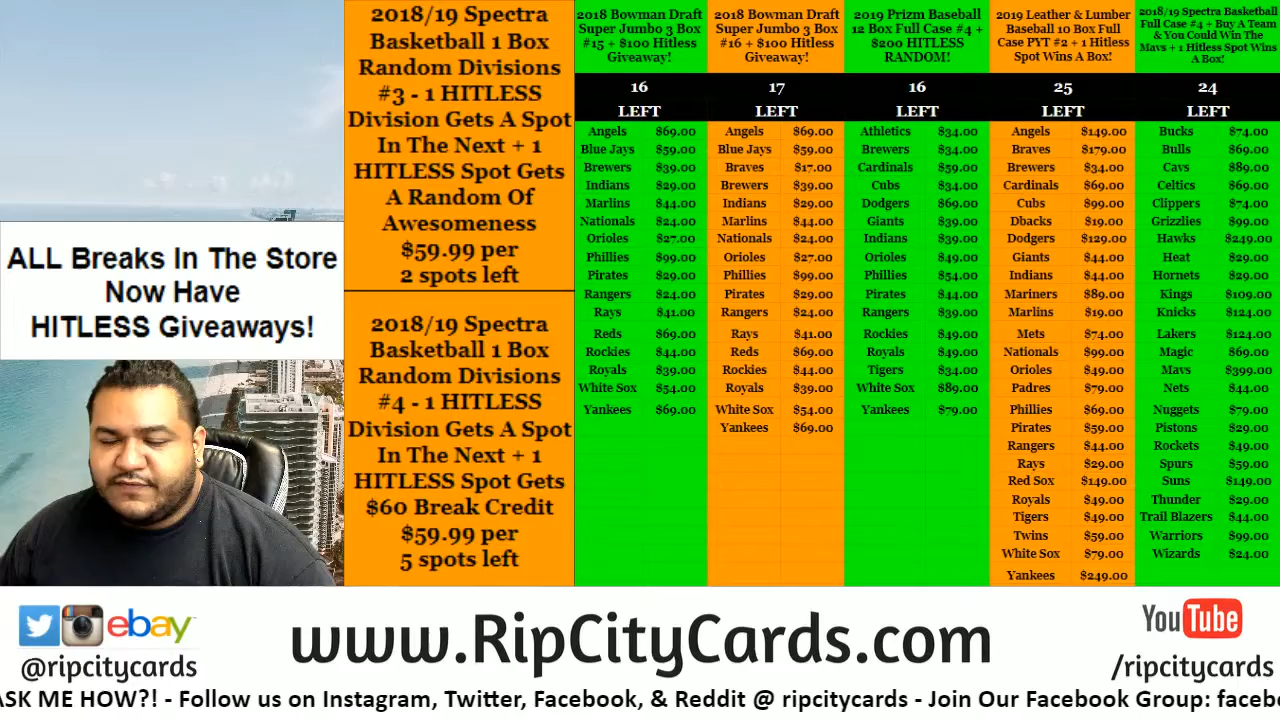 ALL Breaks In The Store
Now Have
HITLESS Giveaways!
2018/19 Spectra
Basketball 1 Box
Random Divisions
#3 - 1 HITLESS
Division Gets A Spot
In The Next + 1
HITLESS Spot Gets
A Random Of
Awesomeness
$59.99 per
2 spots left
2018/19 Spectra
Basketball 1 Box
Random Divisions
#4 - 1 HITLESS
Division Gets A Spot
In The Next + 1
HITLESS Spot Gets
$60 Break Credit
$59.99 per
5 spots left
2018 Bowman Draft
Super Jumbo 3 Box
#15 + $100 Hitless
Giveaway!
16
LEFT
Angels $69.00
Blue Jays $59.00
Brewers $39.00
Indians $29.00
Marlins $44.00
Nationals $24.00
Orioles $27.00
Phillies $99.00
Pirates $29.00
Rangers $24.00
Rays $41.00
Reds $69.00
Rockies $44.00
Royals $39.00
White Sox $54.00
Yankees $69.00
2018 Bowman Draft
Super Jumbo 3 Box
#16 + $100 Hitless
Giveaway!
17
LEFT
Angels $69.00
Blue Jays $59.00
Braves $17.00
Brewers $39.00
Indians $29.00
Marlins $44.00
Nationals $24.00
Orioles $27.00
Phillies $99.00
Pirates $29.00
Rangers $24.00
Rays $41.00
Reds $69.00
Rockies $44.00
Royals $39.00
White Sox $54.00
Yankees $69.00
2019 Prizm Baseball
12 Box Full Case #4 +
$200 HITLESS
RANDOM!
16
LEFT
Athletics $34.00
Brewers $34.00
Cardinals $59.00
Cubs $34.00
Dodgers $69.00
Giants $39.00
Indians $39.00
Orioles $49.00
Phillies $54.00
Pirates $44.00
Rangers $39.00
Rockies $49.00
Royals $49.00
Tigers $34.00
White Sox $89.00
Yankees $79.00
2019 Leather & Lumber
Baseball 10 Box Full
Case PYT #2 + 1 Hitless
Spot Wins A Box!
25
LEFT
Angels $149.00
Braves $179.00
Brewers $34.00
Cardinals $69.00
Cubs $99.00
Dbacks $19.00
Dodgers $129.00
Giants $44.00
Indians $44.00
Mariners $89.00
Marlins $19.00
Mets $74.00
Nationals $99.00
Orioles $49.00
Padres $79.00
Phillies $69.00
Pirates $59.00
Rangers $44.00
Rays $29.00
Red Sox $149.00
Royals $49.00
Tigers $49.00
Twins $59.00
White Sox $79.00
Yankees $249.00
2018/19 Spectra Basketball
Full Case #4 + Buy A Team
& You Could Win The
Mavs + 1 Hitless Spot Wins
A Box!
24
LEFT
Bucks $74.00
Bulls $69.00
Cavs $89.00
Celtics $69.00
Clippers $74.00
Grizzlies $99.00
Hawks $249.00
Heat $29.00
Hornets $29.00
Kings $109.00
Knicks $124.00
Lakers $124.00
Magic $69.00
Mavs $399.00
Nets $44.00
Nuggets $79.00
Pistons $29.00
Rockets $49.00
Spurs $59.00
Suns $149.00
Thunder $29.00
Trail Blazers $44.00
Warriors $99.00
Wizards $24.00
ebay
@ripcitycards
www.RipCityCards.com
YouTube
/ripcitycards
ASK ME HOW?! - Follow us on Instagram, Twitter, Facebook, & Reddit @ ripcitycards - Join Our Facebook Group: facebo